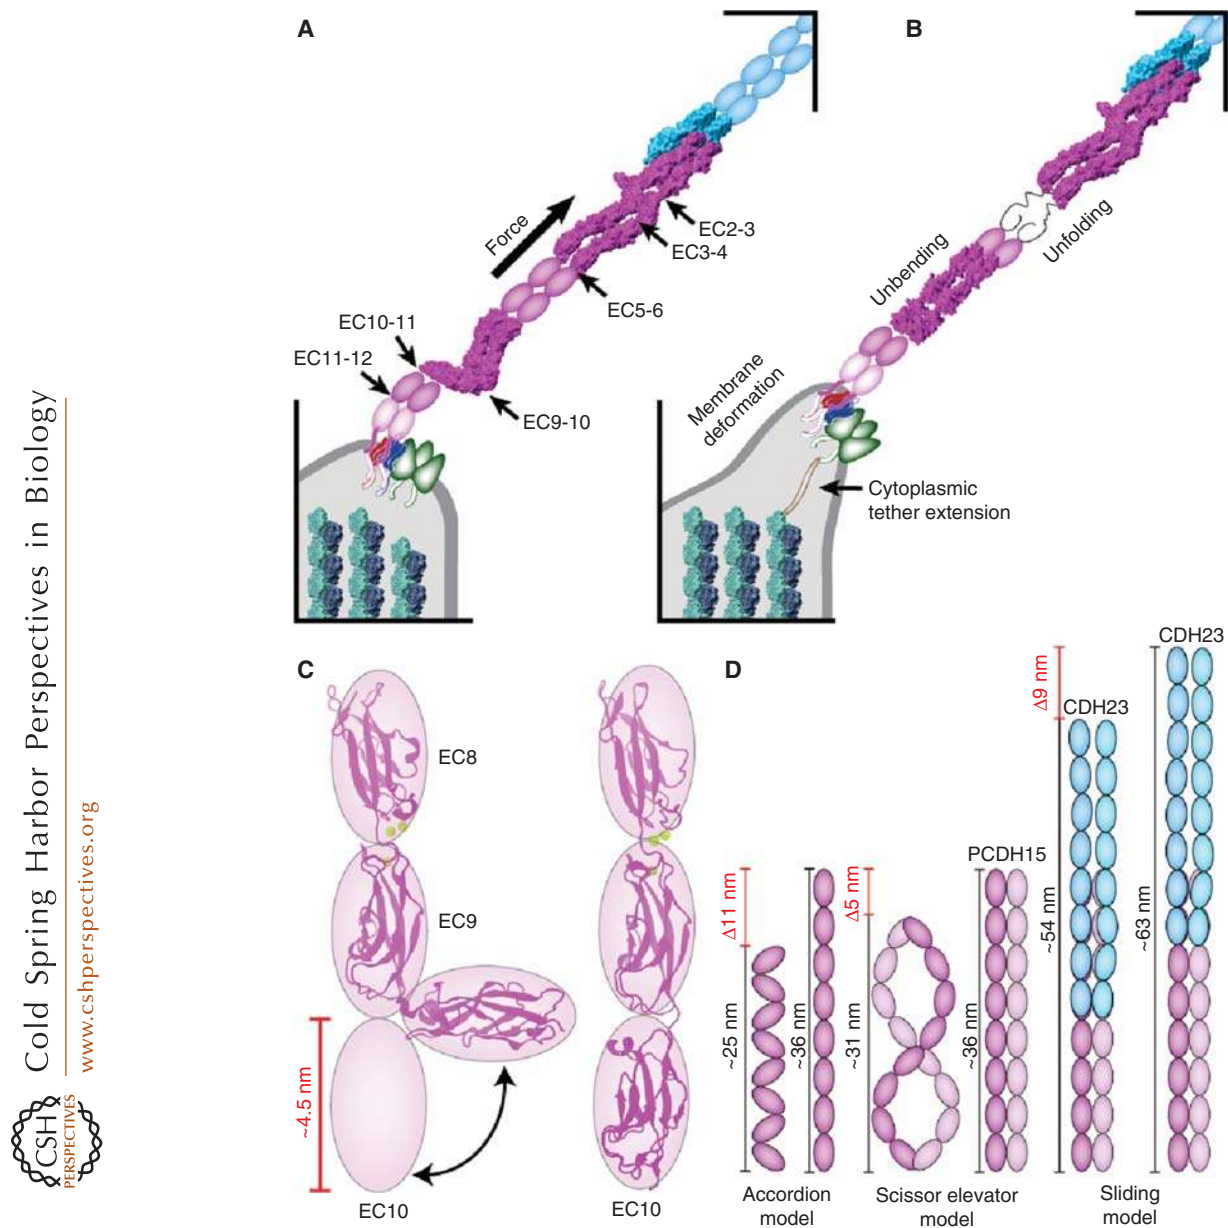 Cold Spring Harbor Perspectives in Biology
www.cshperspectives.org
CSH
PERSPECTIVES
A
Force
EC2-3
EC3-4
EC5-6
EC10-11
EC11-12
EC9-10
B
Unfolding
Unbending
Membrane
deformation
Cytoplasmic
tether extension
C
EC8
EC9
~4.5 nm
EC10
EC10
D
Δ11 nm
~25 nm
~36 nm
Accordion
model
Δ5 nm
~31 nm
PCDH15
~36 nm
Scissor elevator
model
Δ9 nm
CDH23
~54 nm
CDH23
~63 nm
Sliding
model